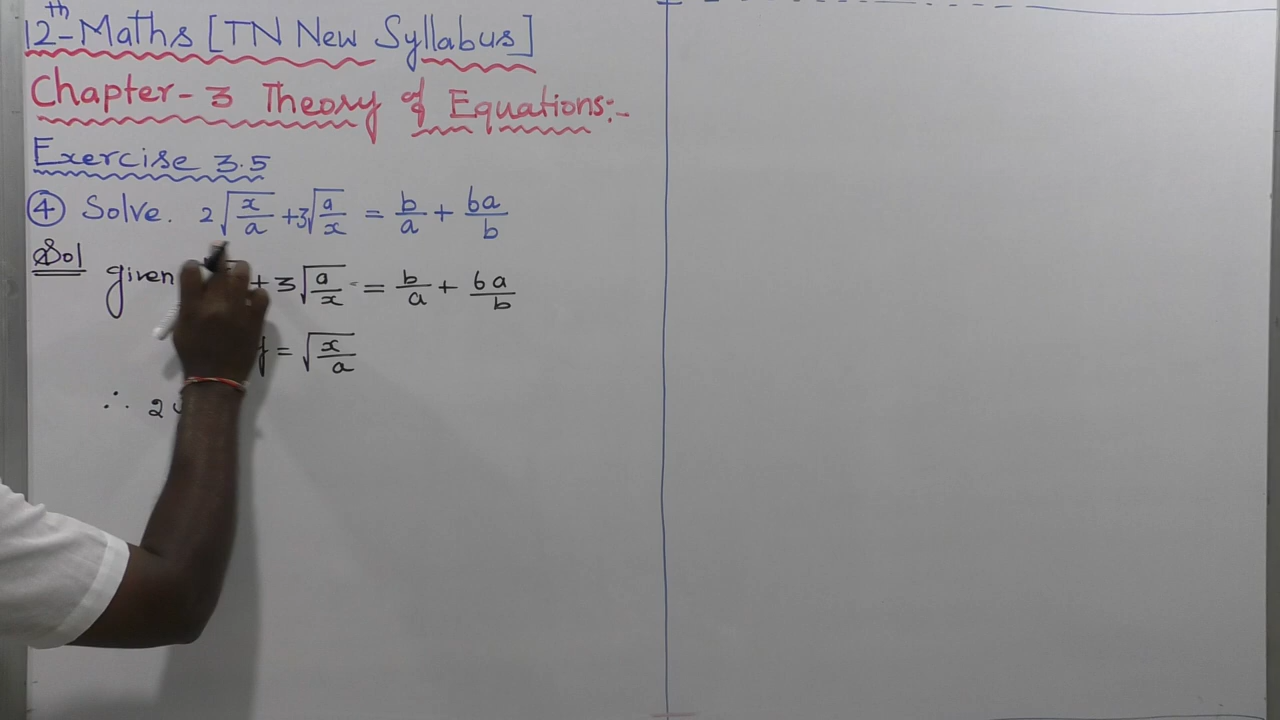 12th-Maths [TN New Syllabus]
Chapter-3 Theory of Equations:-
Exercise 3.5
④ Solve. 2√(x/a) + 3√(a/x) = b/a + 6a/b
Sol
given + 3√(a/x) = b/a + 6a/b
y = √(x/a)
∴ 2